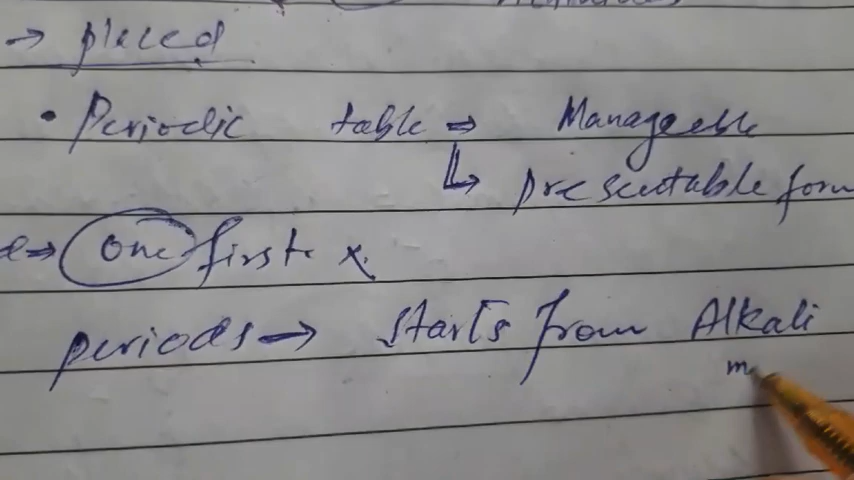 → placed
• Periodic table ⇒ Manageable
↳ presentable form
e ⇒ One first x.
periods → starts from Alkali
m